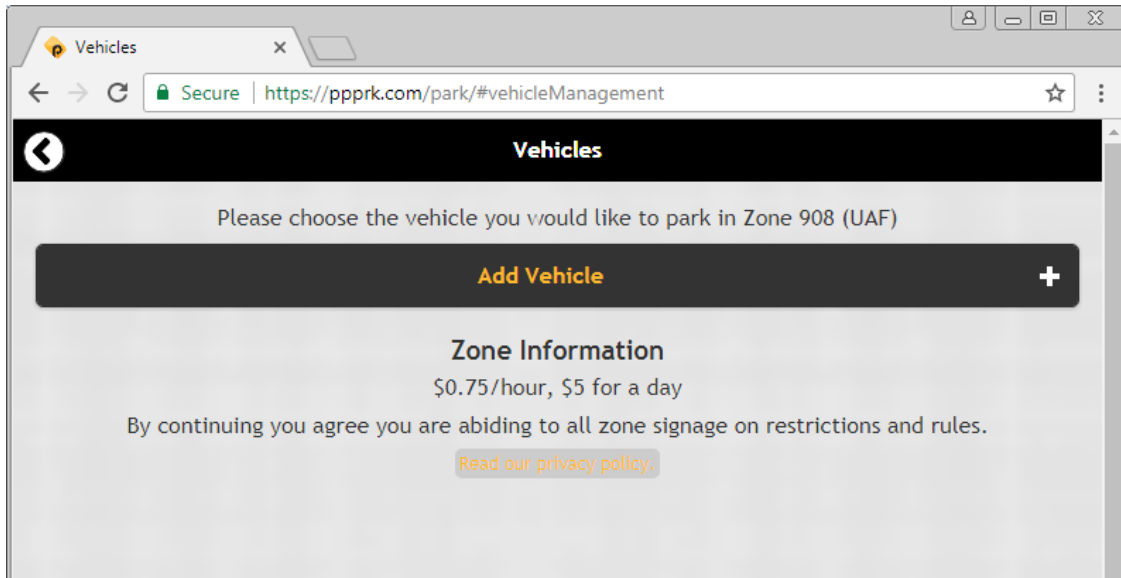 Vehicles
Secure | https://ppprk.com/park/#vehicleManagement
Vehicles
Please choose the vehicle you would like to park in Zone 908 (UAF)
Add Vehicle
Zone Information
$0.75/hour, $5 for a day
By continuing you agree you are abiding to all zone signage on restrictions and rules.
Read our privacy policy.